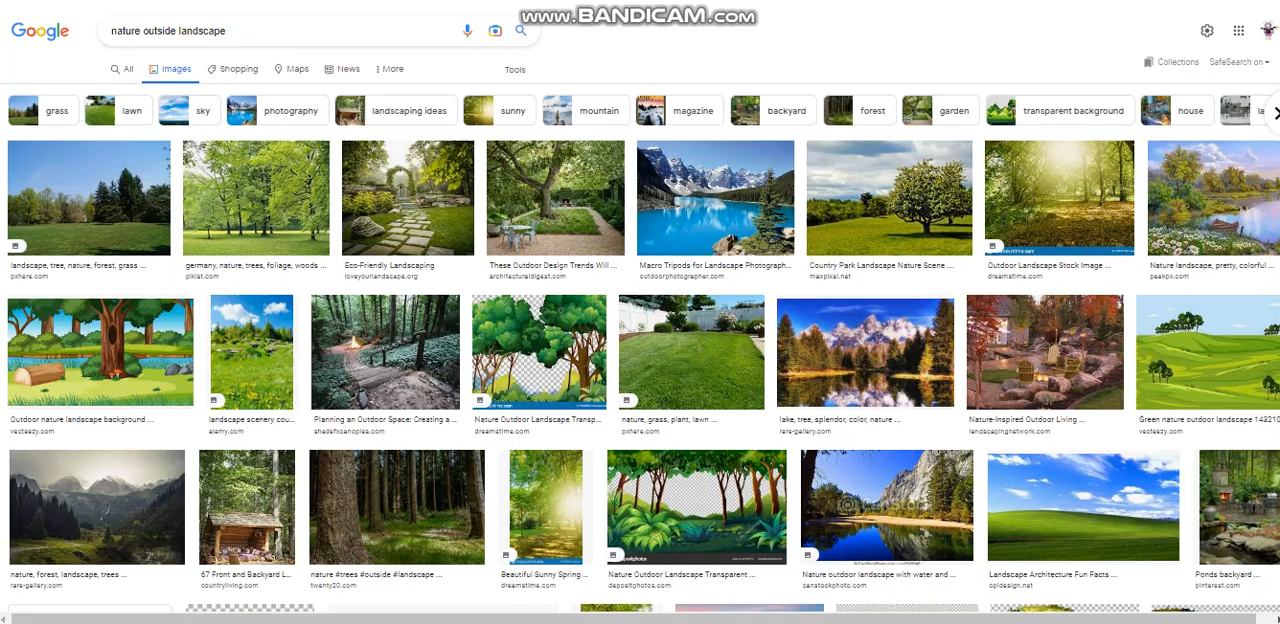 www.BANDICAM.com
Google
nature outside landscape
All
Images
Shopping
Maps
News
More
Tools
Collections
SafeSearch on
grass
lawn
sky
photography
landscaping ideas
sunny
mountain
magazine
backyard
forest
garden
transparent background
house
landscape, tree, nature, forest, grass ...
pxhere.com
germany, nature, trees, foliage, woods ...
piklist.com
Eco-Friendly Landscaping
loveyourlandscape.org
These Outdoor Design Trends Will ...
architecturaldigest.com
Macro Tripods for Landscape Photograph...
outdoorphotographer.com
Country Park Landscape Nature Scene ...
maxpixel.net
Outdoor Landscape Stock Image ...
dreamstime.com
Nature landscape, pretty, colorful ...
peakpx.com
Outdoor nature landscape background ...
vecteezy.com
landscape scenery cou...
alamy.com
Planning an Outdoor Space: Creating a ...
shadefxcanopies.com
Nature Outdoor Landscape Transp...
dreamstime.com
nature, grass, plant, lawn ...
pxhere.com
lake, tree, splendor, color, nature ...
rare-gallery.com
Nature-Inspired Outdoor Living ...
landscapingnetwork.com
Green nature outdoor landscape 148210
vecteezy.com
nature, forest, landscape, trees ...
rare-gallery.com
67 Front and Backyard L...
countryliving.com
nature #trees #outside #landscape ...
twenty20.com
Beautiful Sunny Spring ...
dreamstime.com
Nature Outdoor Landscape Transparent ...
depositphotos.com
Nature outdoor landscape with water and ...
canstockphoto.com
Landscape Architecture Fun Facts ...
opldesign.net
Ponds backyard ...
pinterest.com